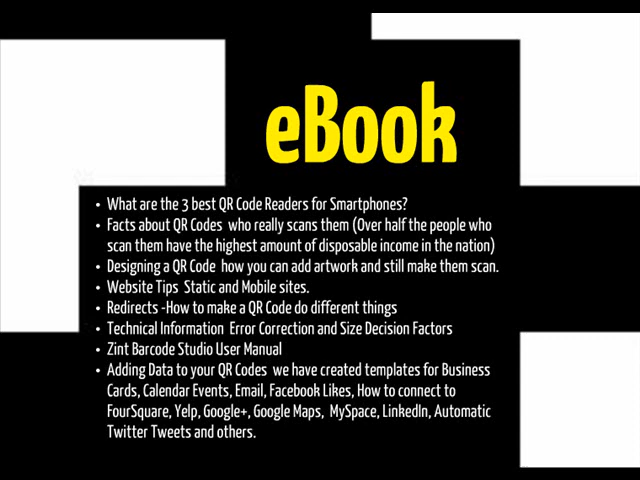 eBook
• What are the 3 best QR Code Readers for Smartphones?
• Facts about QR Codes who really scans them (Over half the people who
scan them have the highest amount of disposable income in the nation)
• Designing a QR Code how you can add artwork and still make them scan.
• Website Tips Static and Mobile sites.
• Redirects -How to make a QR Code do different things
• Technical Information Error Correction and Size Decision Factors
• Zint Barcode Studio User Manual
• Adding Data to your QR Codes we have created templates for Business
Cards, Calendar Events, Email, Facebook Likes, How to connect to
FourSquare, Yelp, Google+, Google Maps, MySpace, LinkedIn, Automatic
Twitter Tweets and others.